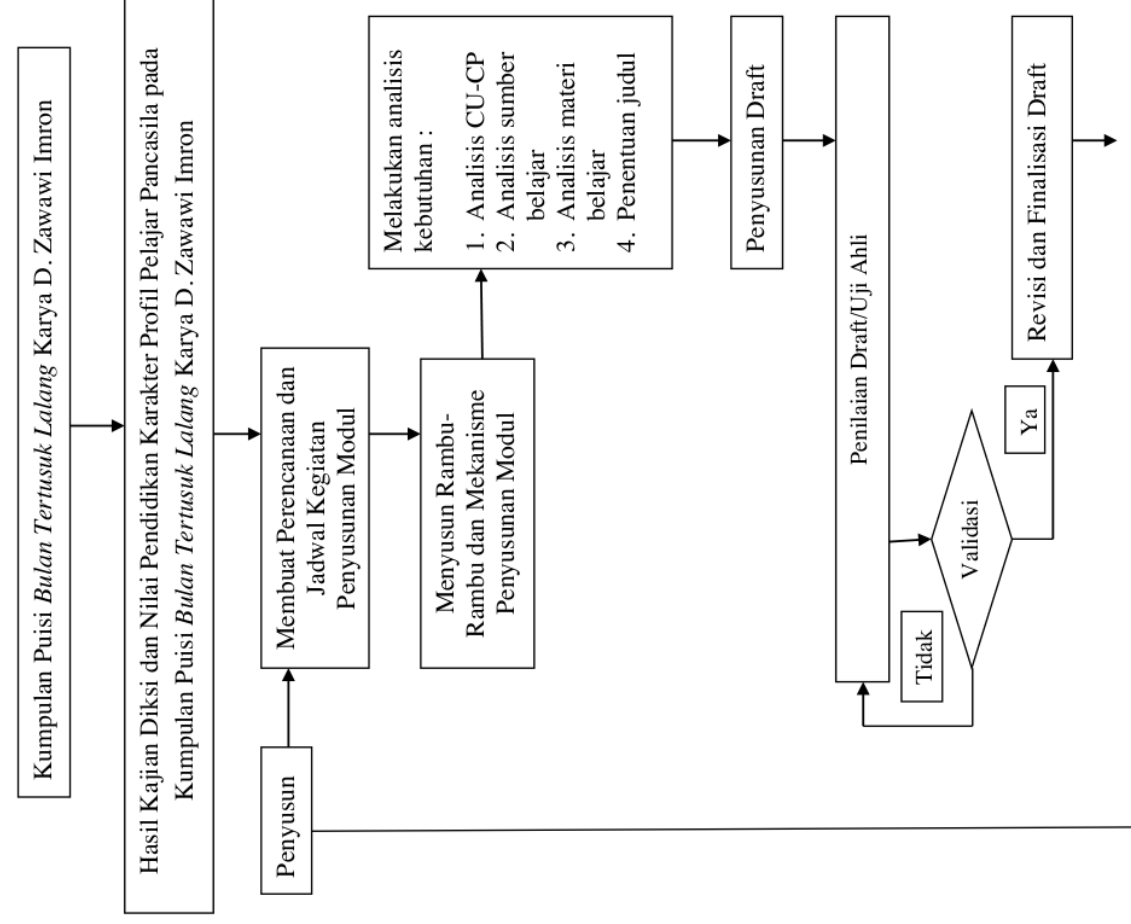 Kumpulan Puisi Bulan Tertusuk Lalang Karya D. Zawawi Imron
Hasil Kajian Diksi dan Nilai Pendidikan Karakter Profil Pelajar Pancasila pada
Kumpulan Puisi Bulan Tertusuk Lalang Karya D. Zawawi Imron
Penyusun
Membuat Perencanaan dan
Jadwal Kegiatan
Penyusunan Modul
Menyusun Rambu-
Rambu dan Mekanisme
Penyusunan Modul
Melakukan analisis
kebutuhan :
1. Analisis CU-CP
2. Analisis sumber
belajar
3. Analisis materi
belajar
4. Penentuan judul
Penyusunan Draft
Penilaian Draft/Uji Ahli
Tidak
Validasi
Ya
Revisi dan Finalisasi Draft